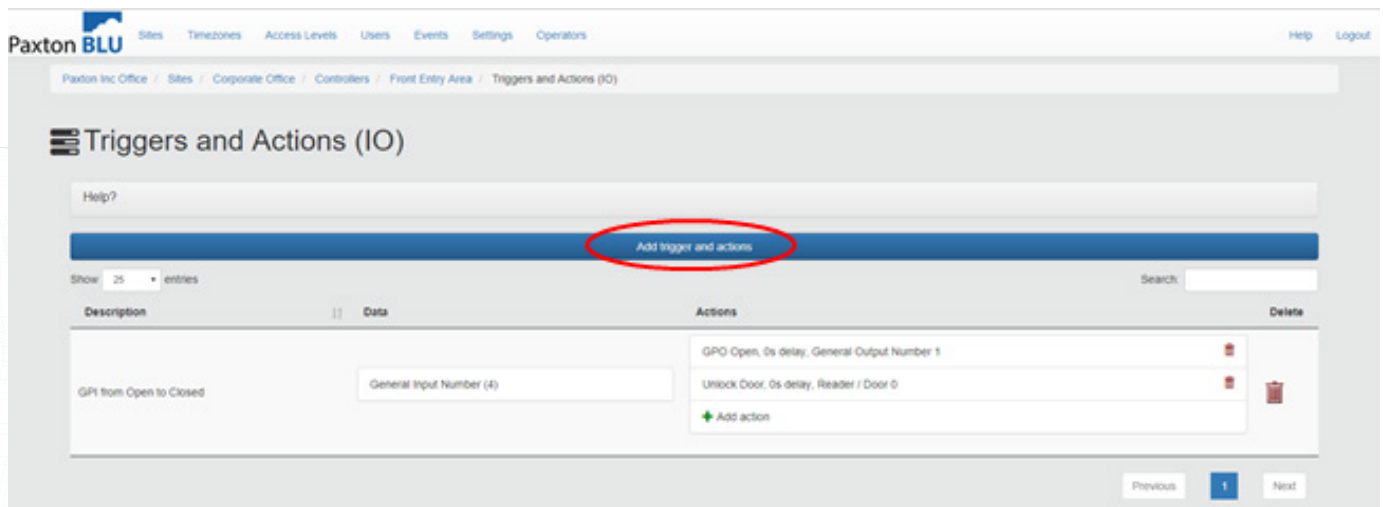 Paxton BLU Sites Timezones Access Levels Users Events Settings Operators Help Logout
Paxton Inc Office / Sites / Corporate Office / Controllers / Front Entry Area / Triggers and Actions (IO)
Triggers and Actions (IO)
Help?
Add trigger and actions
Show 25 entries Search:
Description Data Actions Delete
GPO Open, 0s delay, General Output Number 1
GPI from Open to Closed General Input Number (4) Unlock Door, 0s delay, Reader / Door 0
Add action
Previous 1 Next